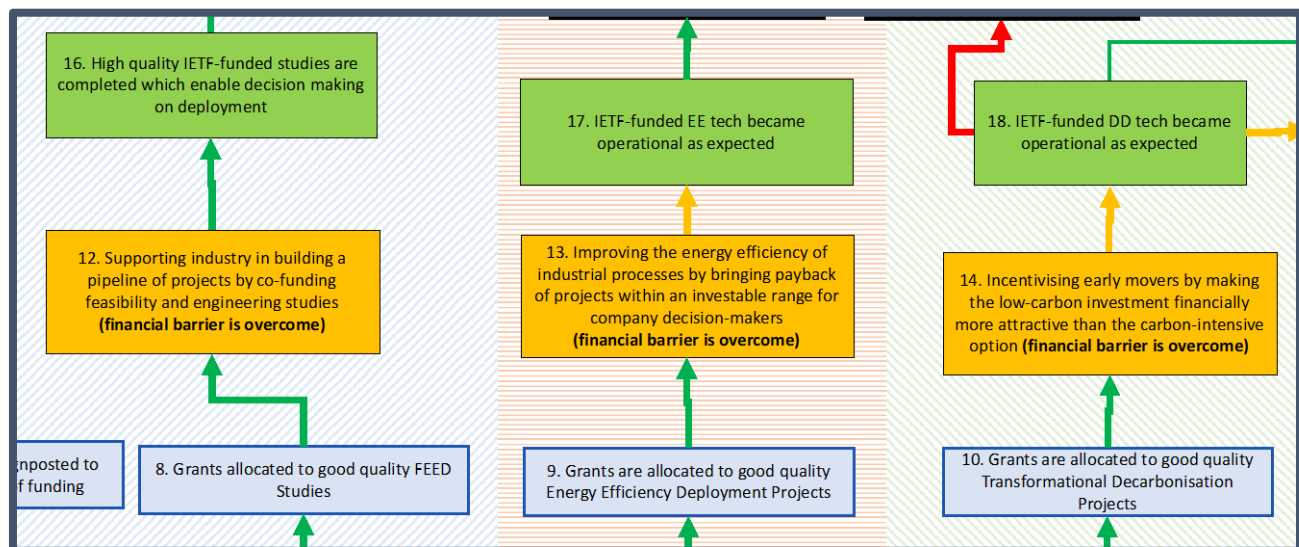 16. High quality IETF-funded studies are
completed which enable decision making
on deployment
17. IETF-funded EE tech became
operational as expected
18. IETF-funded DD tech became
operational as expected
12. Supporting industry in building a
pipeline of projects by co-funding
feasibility and engineering studies
(financial barrier is overcome)
13. Improving the energy efficiency of
industrial processes by bringing payback
of projects within an investable range for
company decision-makers
(financial barrier is overcome)
14. Incentivising early movers by making
the low-carbon investment financially
more attractive than the carbon-intensive
option (financial barrier is overcome)
to
funding
8. Grants allocated to good quality FEED
Studies
9. Grants are allocated to good quality
Energy Efficiency Deployment Projects
10. Grants are allocated to good quality
Transformational Decarbonisation
Projects